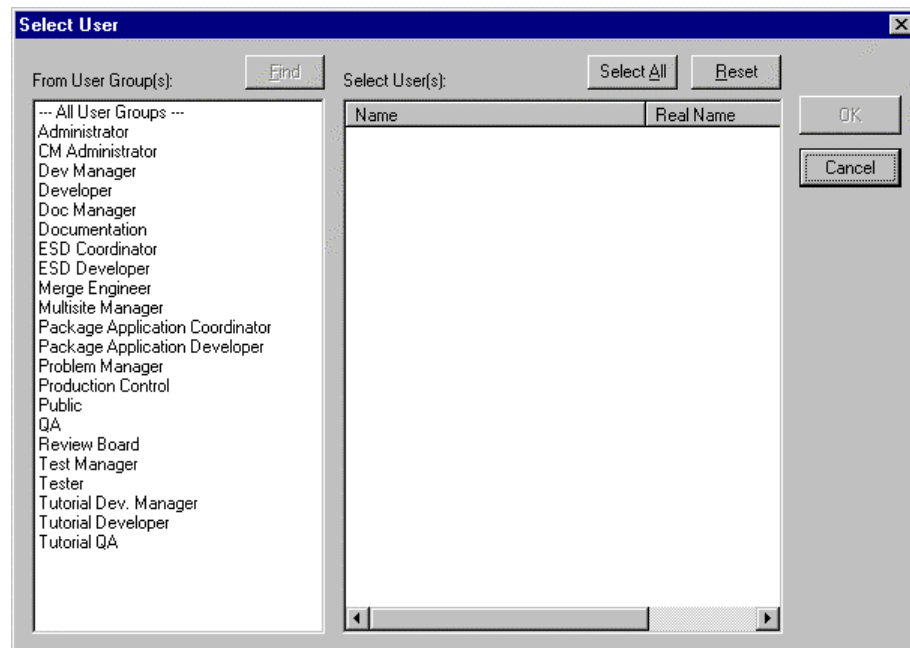 Select User
From User Group(s):
Find
Select User(s):
Select All
Reset
--- All User Groups ---
Administrator
CM Administrator
Dev Manager
Developer
Doc Manager
Documentation
ESD Coordinator
ESD Developer
Merge Engineer
Multisite Manager
Package Application Coordinator
Package Application Developer
Problem Manager
Production Control
Public
QA
Review Board
Test Manager
Tester
Tutorial Dev. Manager
Tutorial Developer
Tutorial QA
Name
Real Name
OK
Cancel